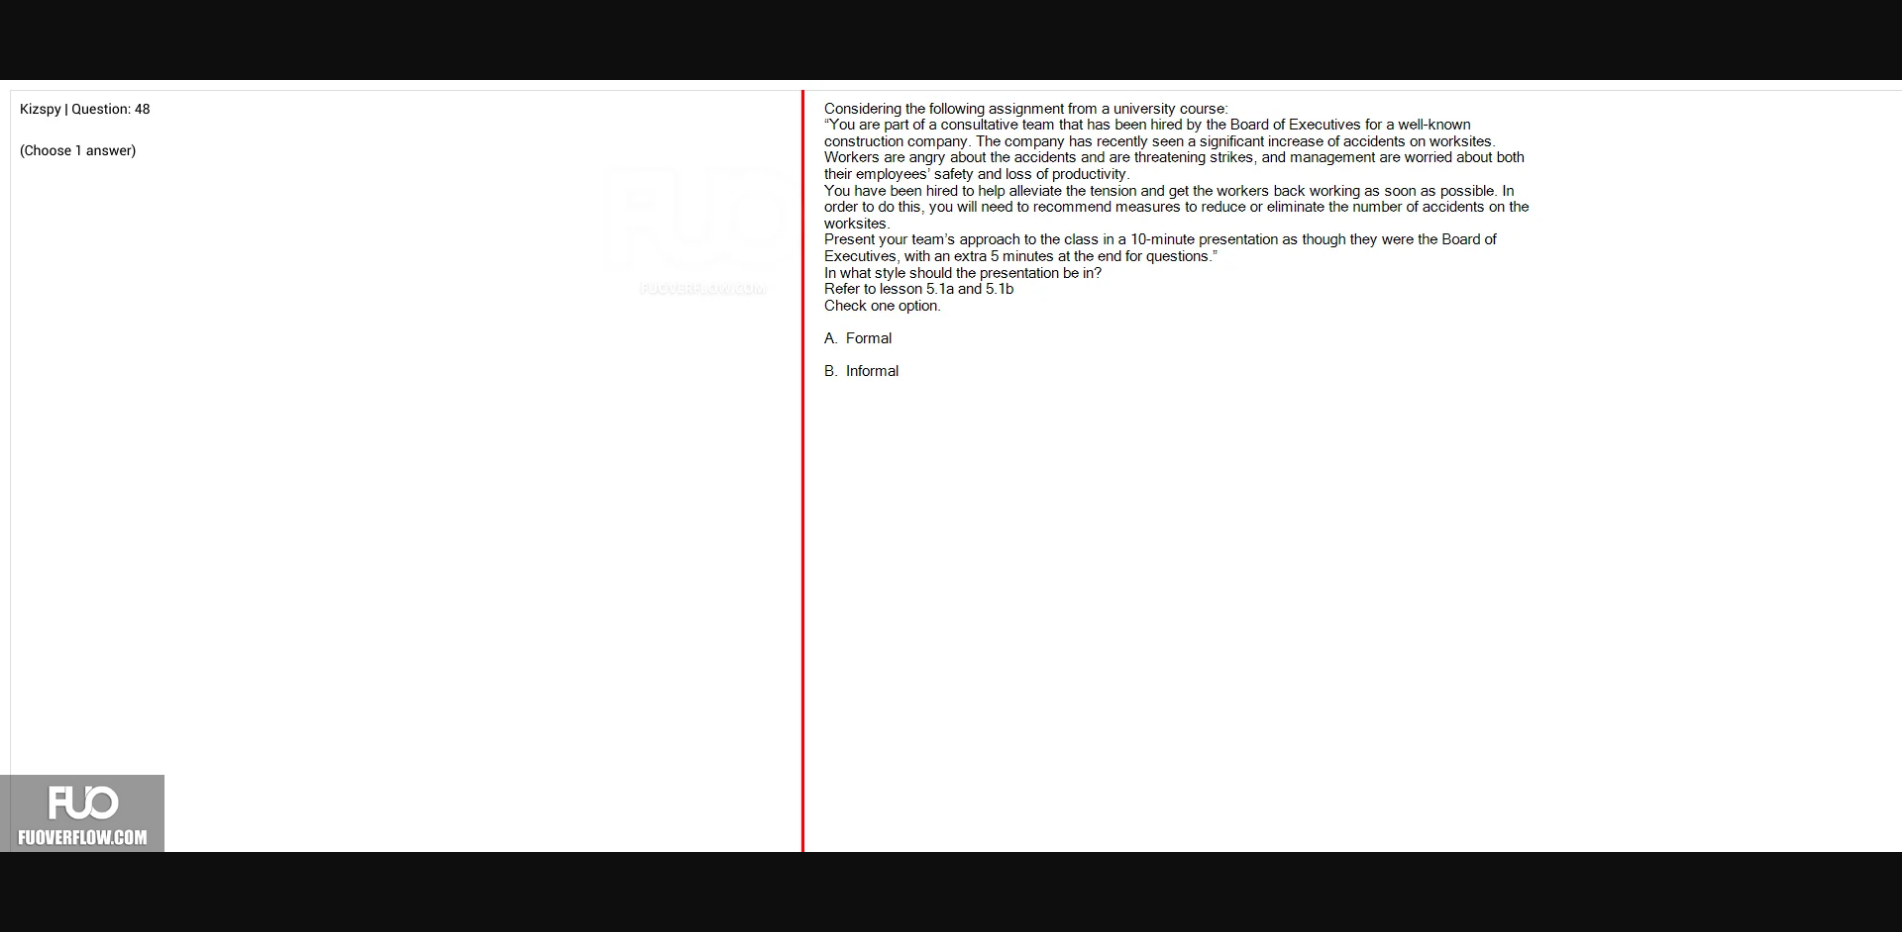 Kizspy | Question: 48
(Choose 1 answer)
FUO
FUOVERFLOW.COM
Considering the following assignment from a university course:
“You are part of a consultative team that has been hired by the Board of Executives for a well-known
construction company. The company has recently seen a significant increase of accidents on worksites.
Workers are angry about the accidents and are threatening strikes, and management are worried about both
their employees’ safety and loss of productivity.
You have been hired to help alleviate the tension and get the workers back working as soon as possible. In
order to do this, you will need to recommend measures to reduce or eliminate the number of accidents on the
worksites.
Present your team’s approach to the class in a 10-minute presentation as though they were the Board of
Executives, with an extra 5 minutes at the end for questions.”
In what style should the presentation be in?
Refer to lesson 5.1a and 5.1b
Check one option.
A. Formal
B. Informal
FUO
FUOVERFLOW.COM